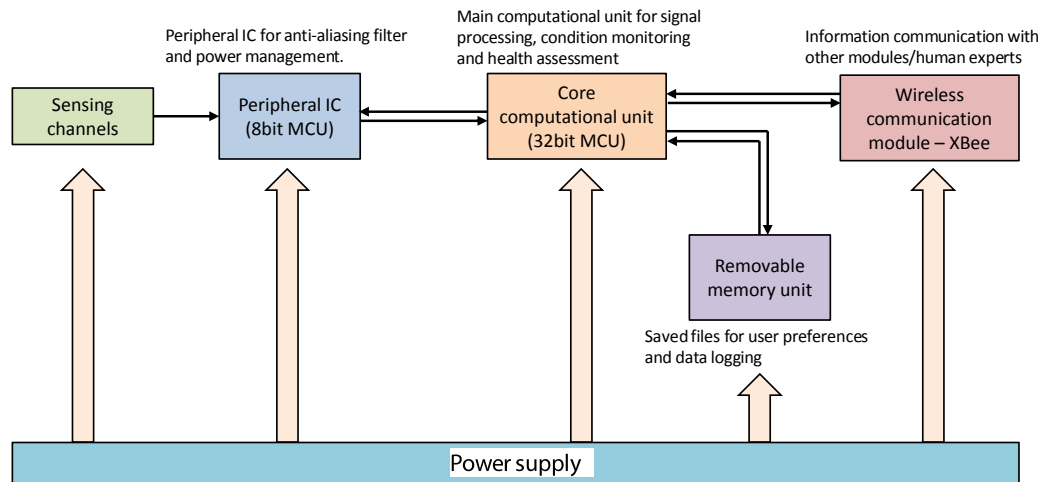 Peripheral IC for anti-aliasing filter
and power management.
Main computational unit for signal
processing, condition monitoring
and health assessment
Information communication with
other modules/human experts
Sensing
channels
Peripheral IC
(8bit MCU)
Core
computational unit
(32bit MCU)
Wireless
communication
module – XBee
Removable
memory unit
Saved files for user preferences
and data logging
Power supply